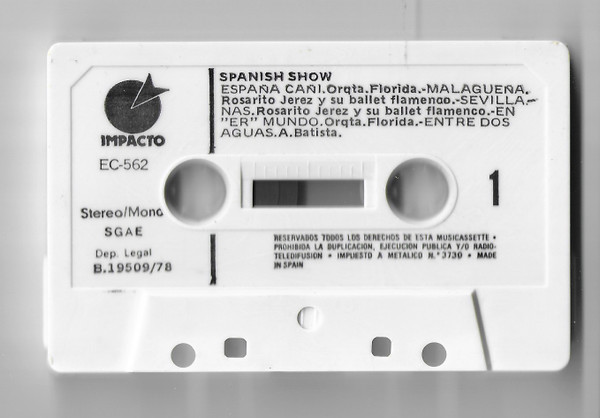 SPANISH SHOW
ESPAÑA CAÑI.Orqta.Florida.-MALAGUEÑA.
Rosarito Jerez y su ballet flamenco.-SEVILLA-
NAS.Rosarito Jerez y su ballet flamenco.-EN
"ER" MUNDO.Orqta.Florida.-ENTRE DOS
AGUAS.A.Batista.
IMPACTO
EC-562
1
Stereo/Mono
SGAE
Dep. Legal
B.19509/78
RESERVADOS TODOS LOS DERECHOS DE ESTA MUSICASSETTE •
PROHIBIDA LA DUPLICACION, EJECUCION PUBLICA Y/O RADIO-
TELEDIFUSION • IMPUESTO A METALICO N.° 3730 • MADE
IN SPAIN